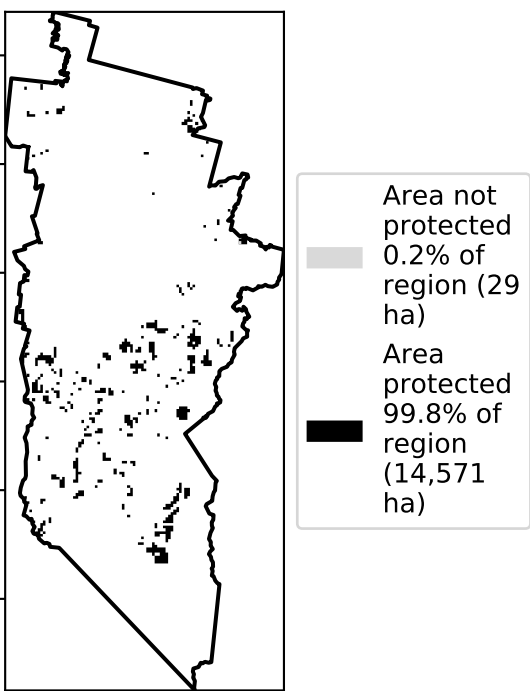 Area not
protected
0.2% of
region (29
ha)
Area
protected
99.8% of
region
(14,571
ha)